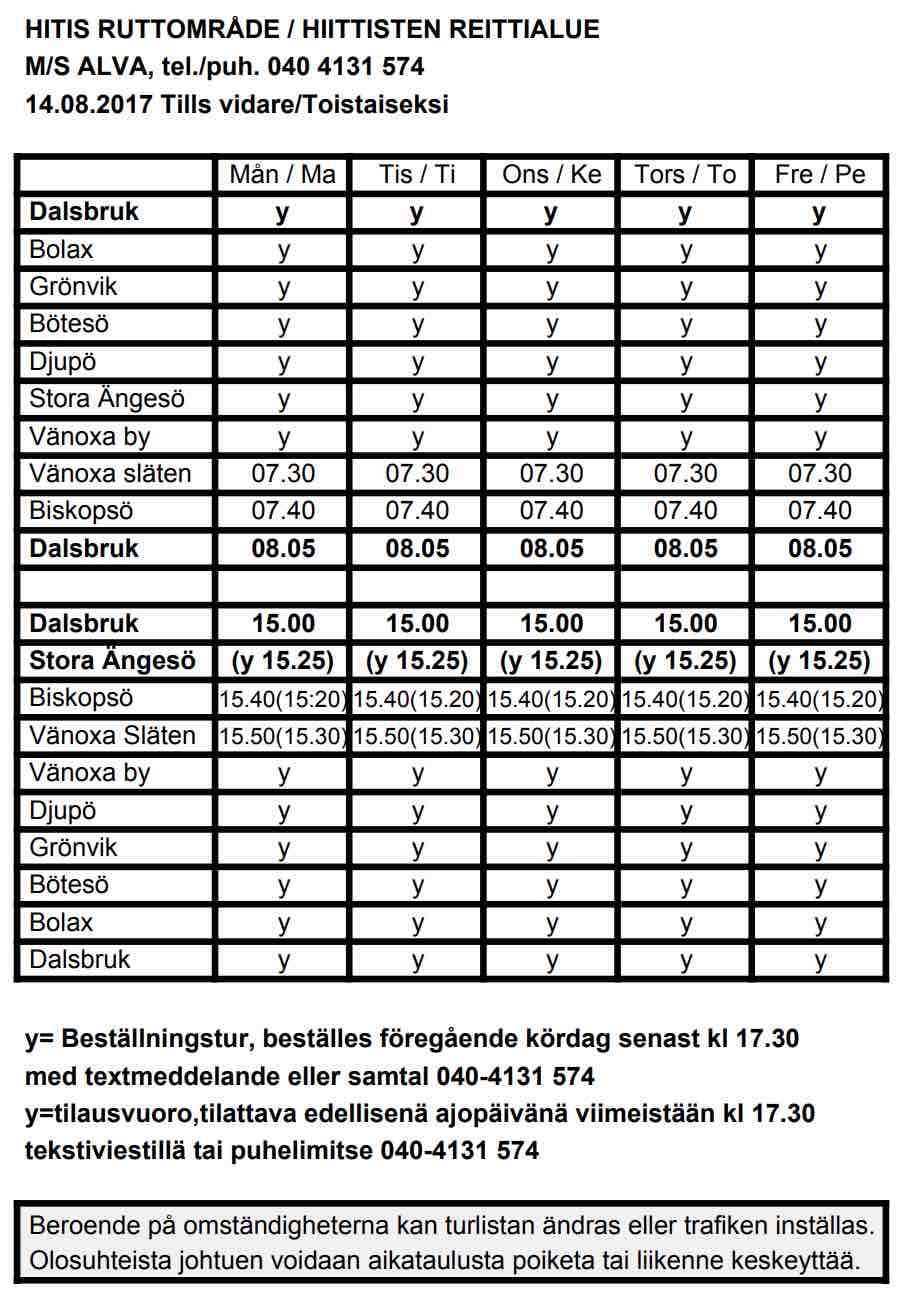 HITIS RUTTOMRÅDE / HIITTISTEN REITTIALUE
M/S ALVA, tel./puh. 040 4131 574
14.08.2017 Tills vidare/Toistaiseksi
Mån / Ma Tis / Ti Ons / Ke Tors / To Fre / Pe
Dalsbruk y y y y y
Bolax y y y y y
Grönvik y y y y y
Bötesö y y y y y
Djupö y y y y y
Stora Ängesö y y y y y
Vänoxa by y y y y y
Vänoxa släten 07.30 07.30 07.30 07.30 07.30
Biskopsö 07.40 07.40 07.40 07.40 07.40
Dalsbruk 08.05 08.05 08.05 08.05 08.05
Dalsbruk 15.00 15.00 15.00 15.00 15.00
Stora Ängesö (y 15.25) (y 15.25) (y 15.25) (y 15.25) (y 15.25)
Biskopsö 15.40(15:20) 15.40(15.20) 15.40(15.20) 15.40(15.20) 15.40(15.20)
Vänoxa Släten 15.50(15.30) 15.50(15.30) 15.50(15.30) 15.50(15.30) 15.50(15.30)
Vänoxa by y y y y y
Djupö y y y y y
Grönvik y y y y y
Bötesö y y y y y
Bolax y y y y y
Dalsbruk y y y y y
y= Beställningstur, beställes föregående kördag senast kl 17.30
med textmeddelande eller samtal 040-4131 574
y=tilausvuoro,tilattava edellisenä ajopäivänä viimeistään kl 17.30
tekstiviestillä tai puhelimitse 040-4131 574
Beroende på omständigheterna kan turlistan ändras eller trafiken inställas.
Olosuhteista johtuen voidaan aikataulusta poiketa tai liikenne keskeyttää.